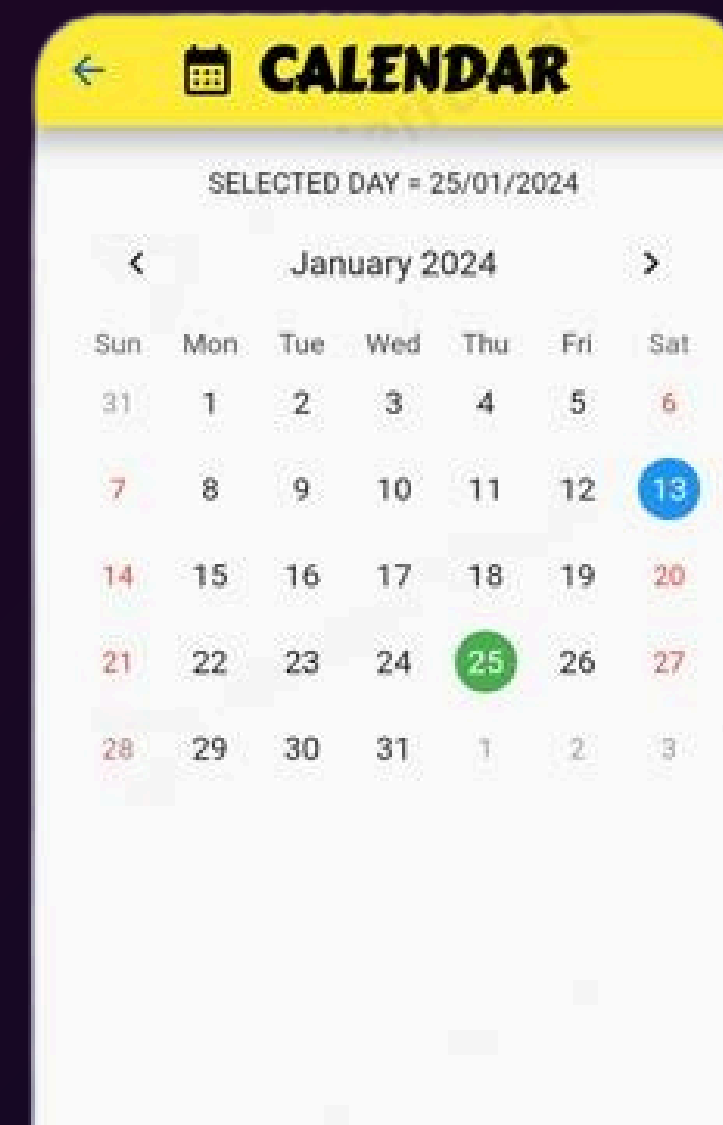 CALENDAR
SELECTED DAY = 25/01/2024
January 2024
Sun Mon Tue Wed Thu Fri Sat
31 1 2 3 4 5 6
7 8 9 10 11 12 13
14 15 16 17 18 19 20
21 22 23 24 25 26 27
28 29 30 31 1 2 3